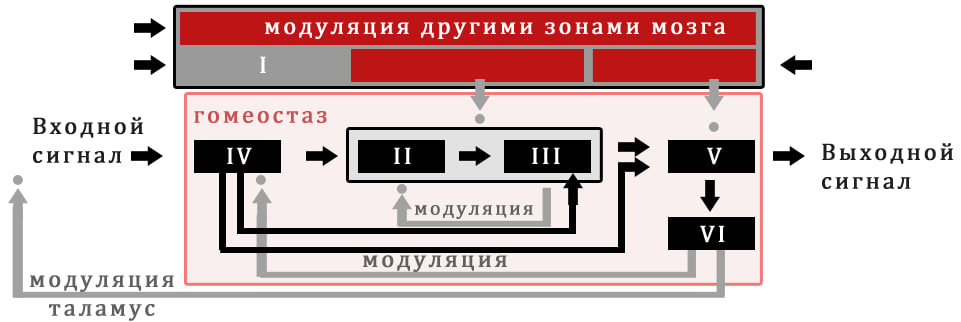 модуляция другими зонами мозга
I
гомеостаз
Входной
сигнал
IV
II
III
V
Выходной
сигнал
модуляция
VI
модуляция
модуляция
таламус